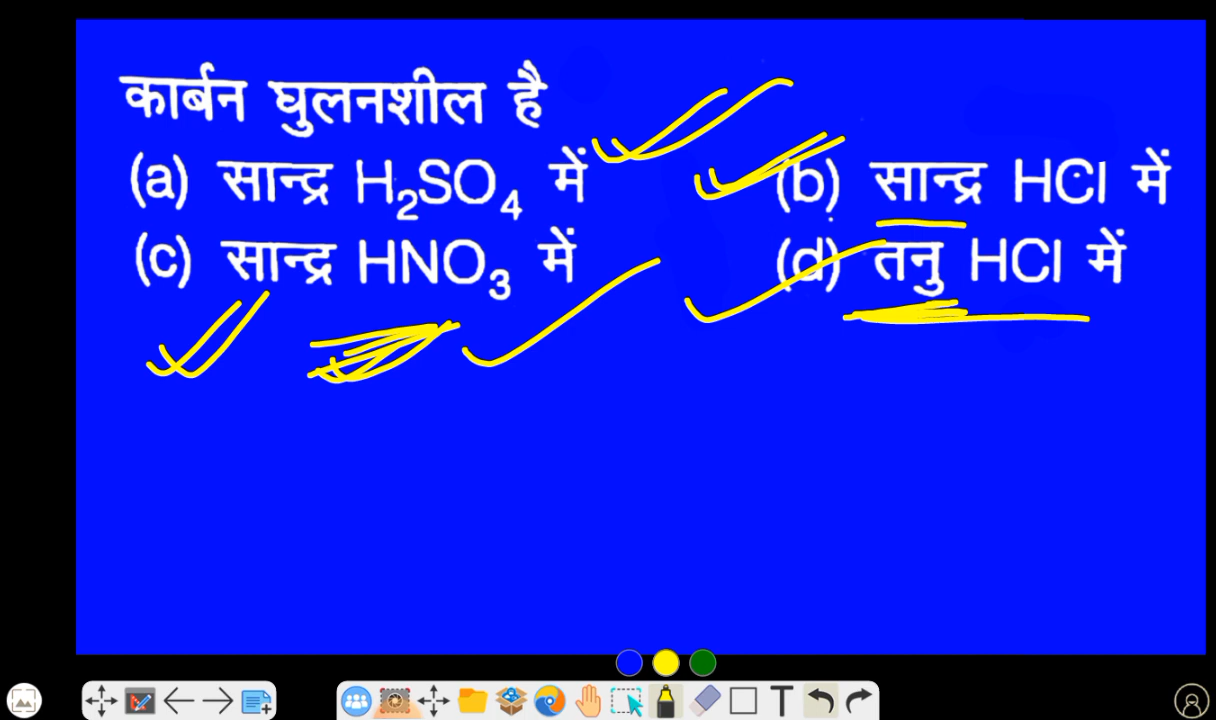 कार्बन घुलनशील है
(a) सान्द्र H₂SO₄ में (b) सान्द्र HCl में
(c) सान्द्र HNO₃ में (d) तनु HCl में